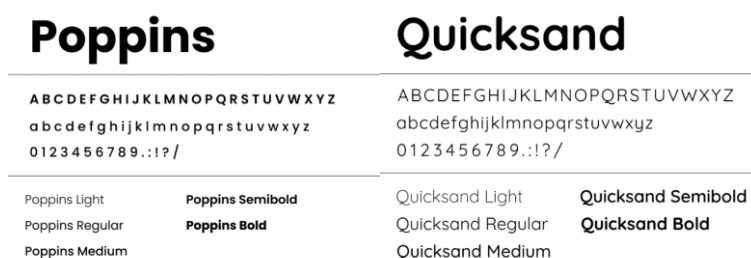 Poppins
ABCDEFGHIJKLMNOPQRSTUVWXYZ
abcdefghijklmnopqrstuvwxyz
0123456789.:!?/
Poppins Light
Poppins Semibold
Poppins Regular
Poppins Bold
Poppins Medium
Quicksand
ABCDEFGHIJKLMNOPQRSTUVWXYZ
abcdefghijklmnopqrstuvwxyz
0123456789.:!?/
Quicksand Light
Quicksand Semibold
Quicksand Regular
Quicksand Bold
Quicksand Medium